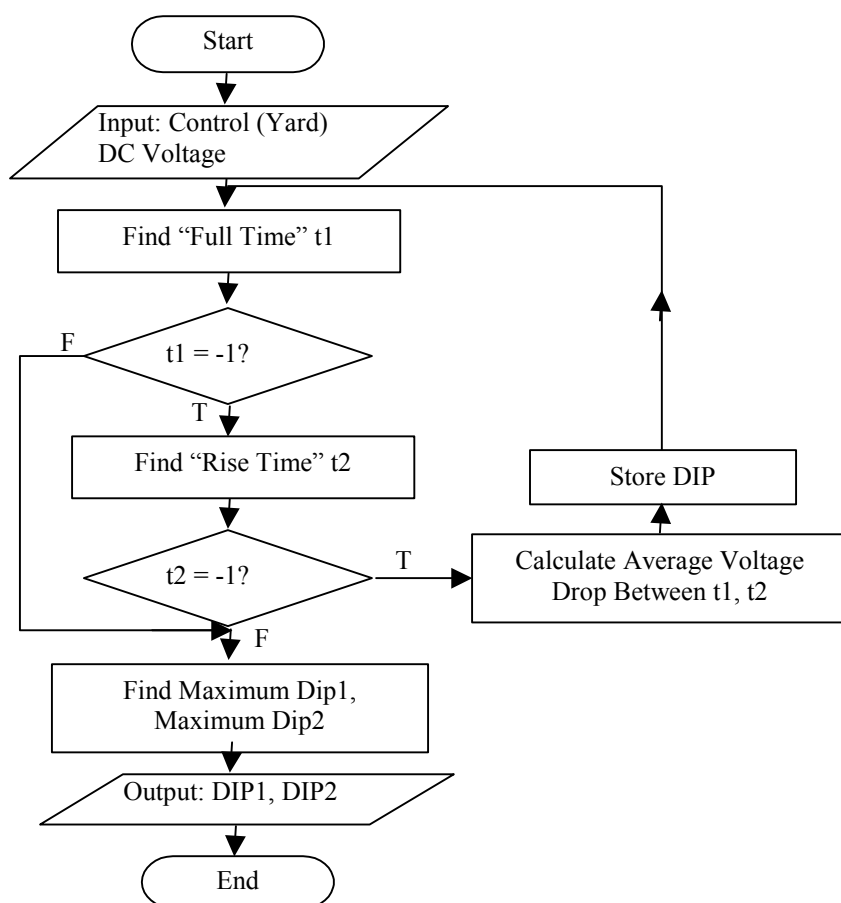 Start
Input: Control (Yard)
DC Voltage
Find “Full Time” t1
t1 = -1?
F
T
Find “Rise Time” t2
t2 = -1?
T
F
Store DIP
Calculate Average Voltage
Drop Between t1, t2
Find Maximum Dip1,
Maximum Dip2
Output: DIP1, DIP2
End